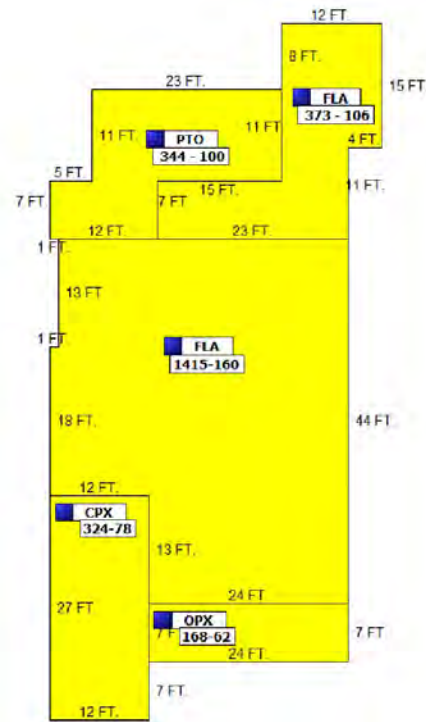 12 FT.
8 FT.
15 FT.
23 FT.
FLA
373 - 106
11 FT.
PTO
344 - 100
11 FT.
4 FT.
5 FT.
15 FT.
11 FT.
7 FT.
7 FT.
12 FT.
23 FT.
1 FT.
13 FT.
1 FT.
FLA
1415-160
18 FT.
44 FT.
12 FT.
CPX
324-78
13 FT.
27 FT.
24 FT.
OPX
168-62
7 F
7 FT.
24 FT.
7 FT.
12 FT.